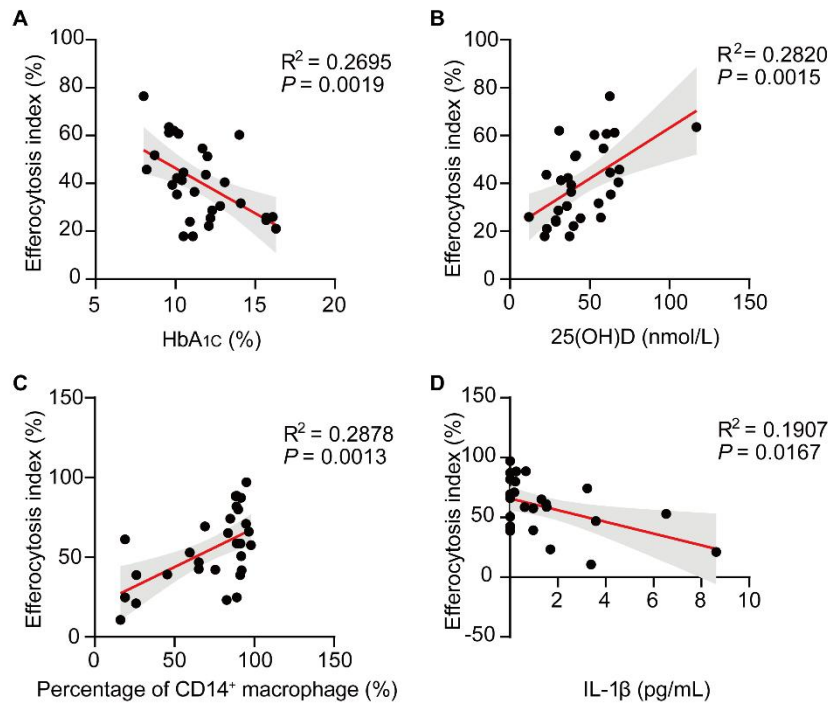 A
R² = 0.2695
P = 0.0019
Efferocytosis index (%)
100
80
60
40
20
0
5
10
15
20
HbA1C (%)
B
R² = 0.2820
P = 0.0015
Efferocytosis index (%)
100
80
60
40
20
0
0
50
100
150
25(OH)D (nmol/L)
C
R² = 0.2878
P = 0.0013
Efferocytosis index (%)
150
100
50
0
0
50
100
150
Percentage of CD14⁺ macrophage (%)
D
R² = 0.1907
P = 0.0167
Efferocytosis index (%)
150
100
50
0
-50
2
4
6
8
10
IL-1β (pg/mL)